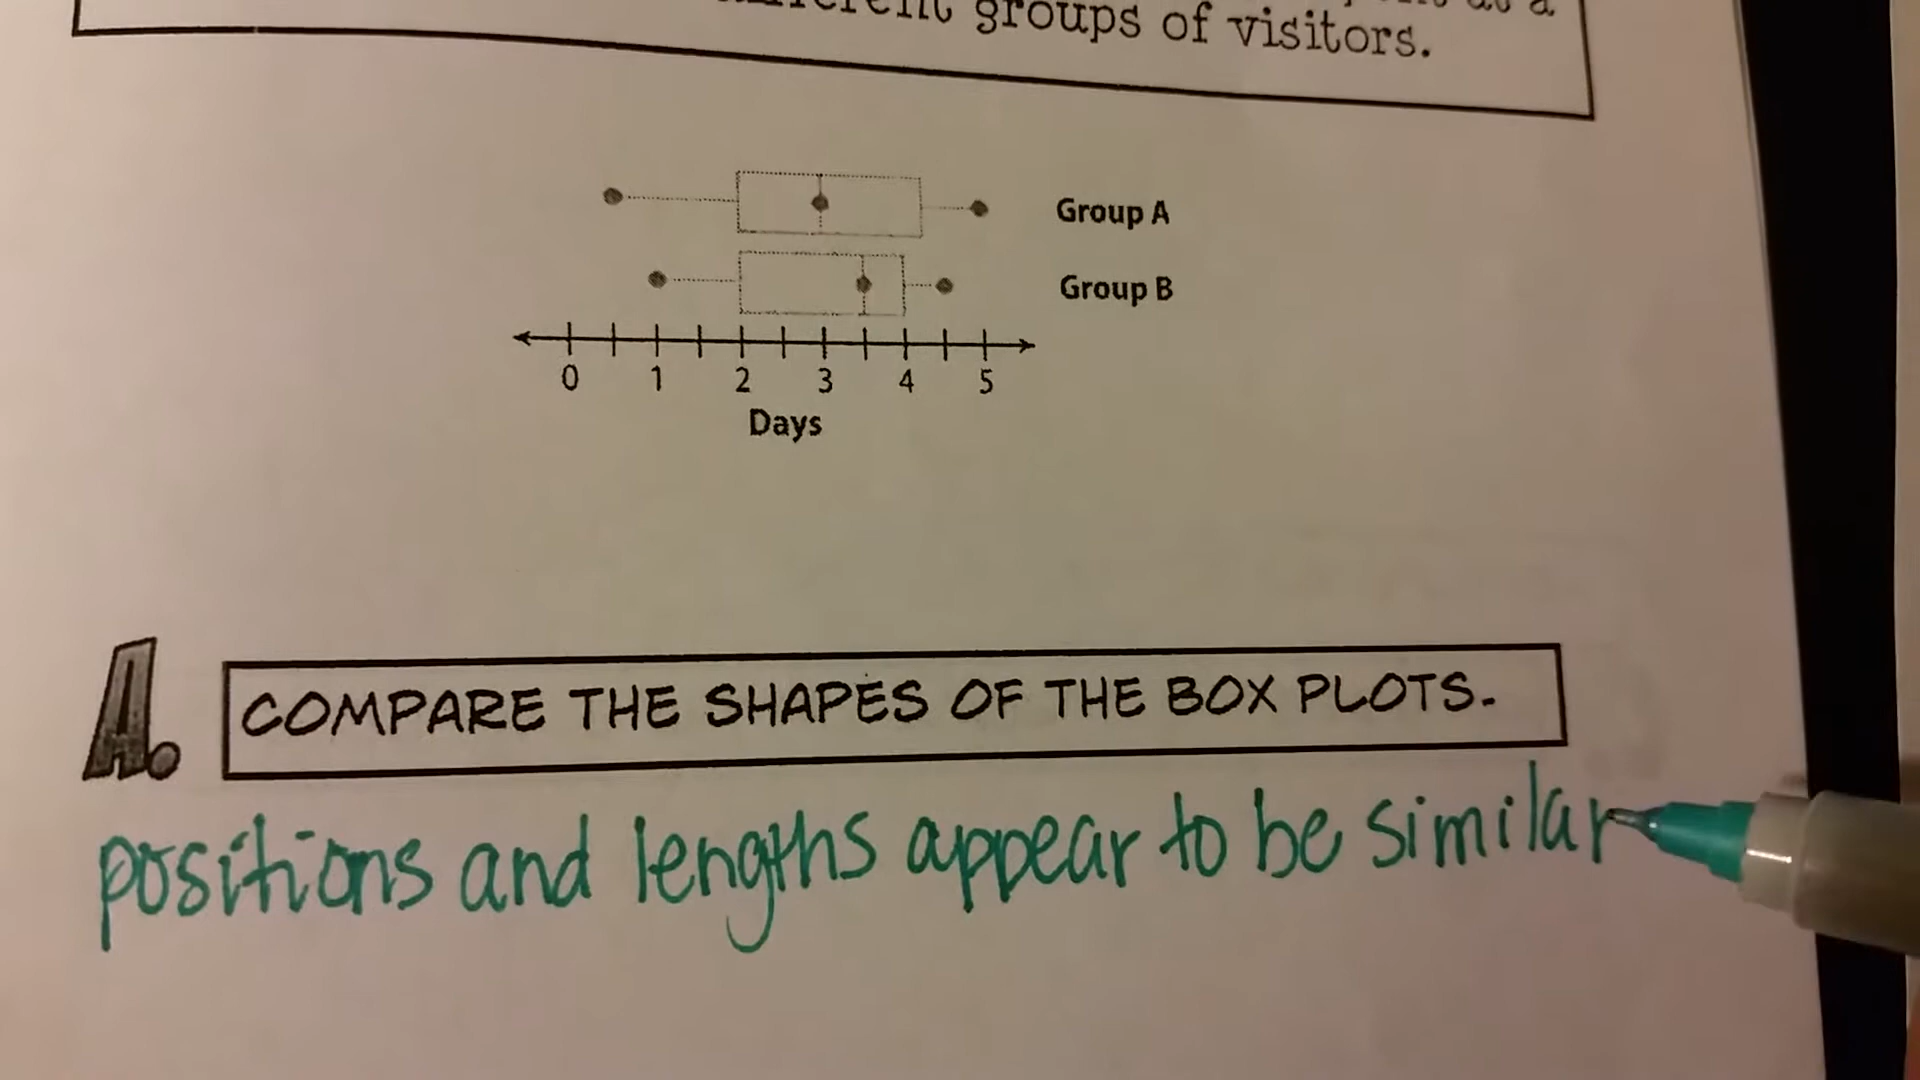 groups of visitors.
Group A
Group B
0 1 2 3 4 5
Days
A. COMPARE THE SHAPES OF THE BOX PLOTS.
positions and lengths appear to be similar